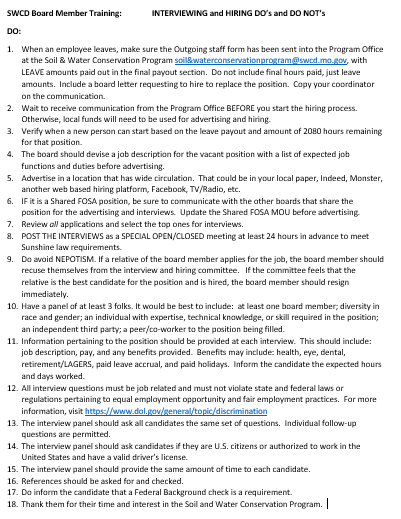 SWCD Board Member Training: INTERVIEWING and HIRING DO's and DO NOT's
DO:
1. When an employee leaves, make sure the Outgoing staff form has been sent into the Program Office
at the Soil & Water Conservation Program soil&waterconservationprogram@swcd.mo.gov, with
LEAVE amounts paid out in the final payout section. Do not include final hours paid, just leave
amounts. Include a board letter requesting to hire to replace the position. Copy your coordinator
on the communication.
2. Wait to receive communication from the Program Office BEFORE you start the hiring process.
Otherwise, local funds will need to be used for advertising and hiring.
3. Verify when a new person can start based on the leave payout and amount of 2080 hours remaining
for that position.
4. The board should devise a job description for the vacant position with a list of expected job
functions and duties before advertising.
5. Advertise in a location that has wide circulation. That could be in your local paper, Indeed, Monster,
another web based hiring platform, Facebook, TV/Radio, etc.
6. IF it is a Shared FOSA position, be sure to communicate with the other boards that share the
position for the advertising and interviews. Update the Shared FOSA MOU before advertising.
7. Review all applications and select the top ones for interviews.
8. POST THE INTERVIEWS as a SPECIAL OPEN/CLOSED meeting at least 24 hours in advance to meet
Sunshine law requirements.
9. Do avoid NEPOTISM. If a relative of the board member applies for the job, the board member should
recuse themselves from the interview and hiring committee. If the committee feels that the
relative is the best candidate for the position and is hired, the board member should resign
immediately.
10. Have a panel of at least 3 folks. It would be best to include: at least one board member; diversity in
race and gender; an individual with expertise, technical knowledge, or skill required in the position;
an independent third party; a peer/co-worker to the position being filled.
11. Information pertaining to the position should be provided at each interview. This should include:
job description, pay, and any benefits provided. Benefits may include: health, eye, dental,
retirement/LAGERS, paid leave accrual, and paid holidays. Inform the candidate the expected hours
and days worked.
12. All interview questions must be job related and must not violate state and federal laws or
regulations pertaining to equal employment opportunity and fair employment practices. For more
information, visit https://www.dol.gov/general/topic/discrimination
13. The interview panel should ask all candidates the same set of questions. Individual follow-up
questions are permitted.
14. The interview panel should ask candidates if they are U.S. citizens or authorized to work in the
United States and have a valid driver's license.
15. The interview panel should provide the same amount of time to each candidate.
16. References should be asked for and checked.
17. Do inform the candidate that a Federal Background check is a requirement.
18. Thank them for their time and interest in the Soil and Water Conservation Program.